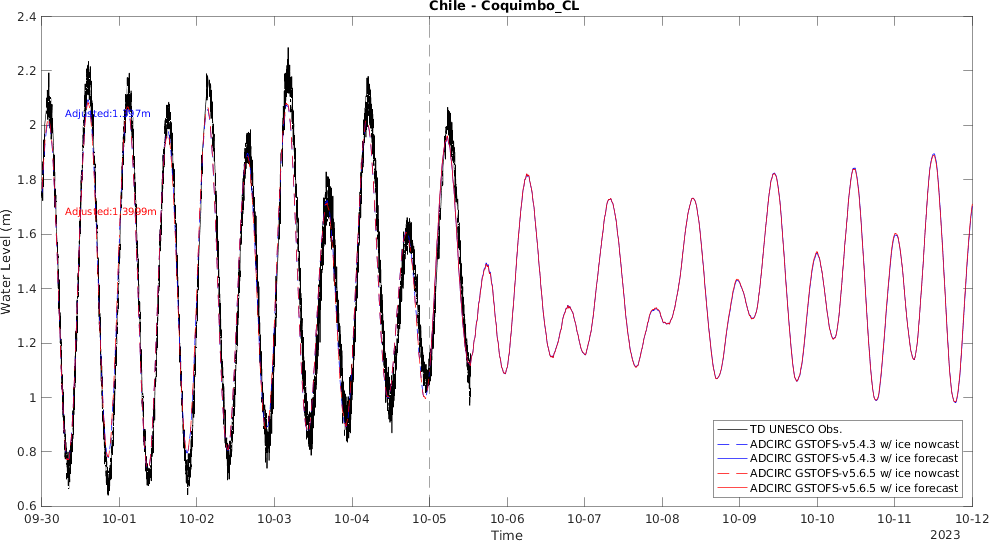 Chile - Coquimbo_CL
2.4
2.2
2
1.8
1.6
1.4
1.2
1
0.8
0.6
Water Level (m)
Adjusted:1.397m
Adjusted:1.3999m
TD UNESCO Obs.
ADCIRC GSTOFS-v5.4.3 w/ ice nowcast
ADCIRC GSTOFS-v5.4.3 w/ ice forecast
ADCIRC GSTOFS-v5.6.5 w/ ice nowcast
ADCIRC GSTOFS-v5.6.5 w/ ice forecast
09-30 10-01 10-02 10-03 10-04 10-05 10-06 10-07 10-08 10-09 10-10 10-11 10-12
Time
2023